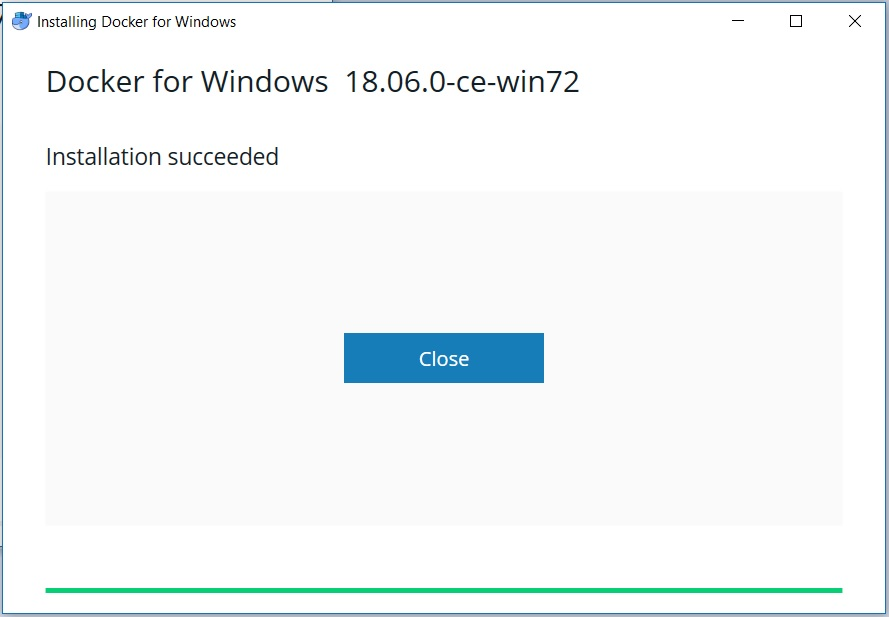 Installing Docker for Windows
Docker for Windows 18.06.0-ce-win72
Installation succeeded
Close